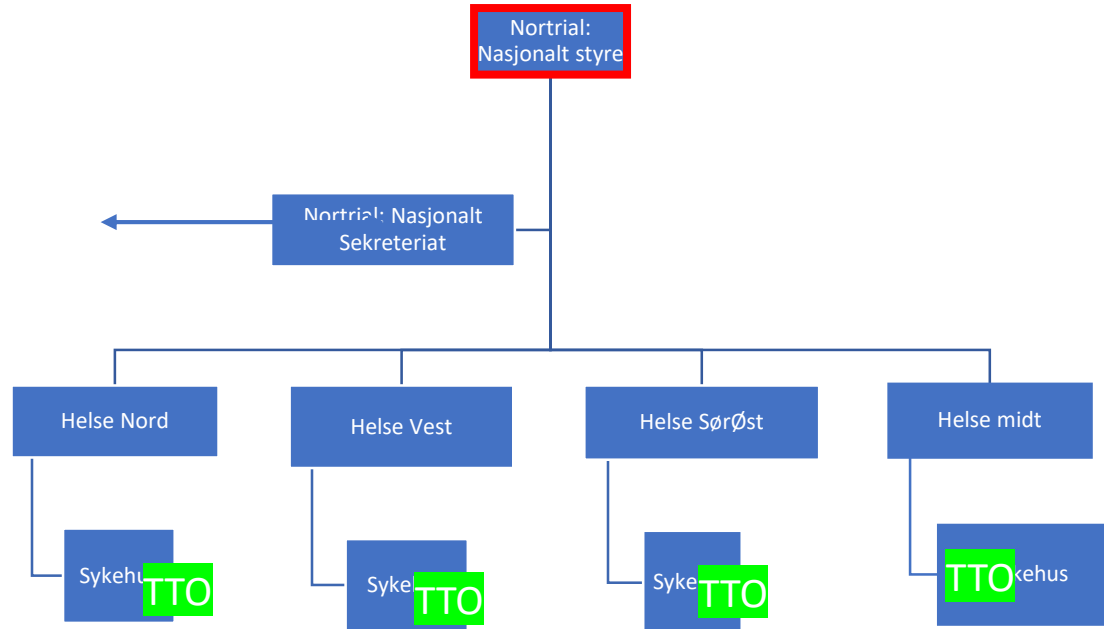 Nortrial:
Nasjonalt styre
Nortrial: Nasjonalt
Sekreteriat
Helse Nord
Helse Vest
Helse SørØst
Helse midt
TTO
TTO
TTO
TTO